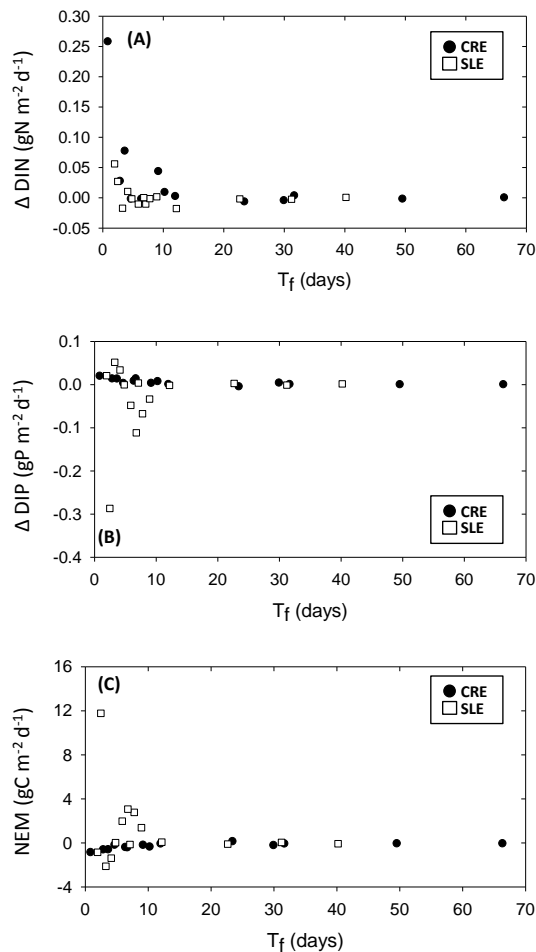 0.30
0.25
0.20
0.15
0.10
0.05
0.00
-0.05
Δ DIN (gN m-2 d-1)
(A)
CRE
SLE
0 10 20 30 40 50 60 70
Tf (days)
0.1
0.0
-0.1
-0.2
-0.3
-0.4
Δ DIP (gP m-2 d-1)
CRE
SLE
(B)
0 10 20 30 40 50 60 70
Tf (days)
16
12
8
4
0
-4
NEM (gC m-2 d-1)
(C)
CRE
SLE
0 10 20 30 40 50 60 70
Tf (days)